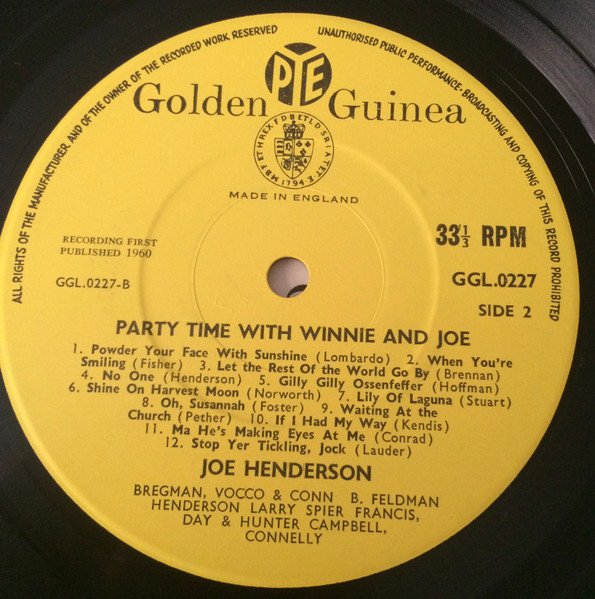 ALL RIGHTS OF THE MANUFACTURER AND OF THE OWNER OF THE RECORDED WORK RESERVED
UNAUTHORISED PUBLIC PERFORMANCE, BROADCASTING AND COPYING OF THIS RECORD PROHIBITED
PYE
Golden Guinea
1794
MADE IN ENGLAND
RECORDING FIRST
PUBLISHED 1960
33⅓ RPM
GGL.0227-B
GGL.0227
SIDE 2
PARTY TIME WITH WINNIE AND JOE
1. Powder Your Face With Sunshine (Lombardo) 2. When You're
Smiling (Fisher) 3. Let the Rest Of the World Go By (Brennan)
4. No One (Henderson) 5. Gilly Gilly Ossenfeffer (Hoffman)
6. Shine On Harvest Moon (Norworth) 7. Lily Of Laguna (Stuart)
8. Oh, Susannah (Foster) 9. Waiting At the
Church (Pether) 10. If I Had My Way (Kendis)
11. Ma He's Making Eyes At Me (Conrad)
12. Stop Yer Tickling, Jock (Lauder)
JOE HENDERSON
BREGMAN, VOCCO & CONN B. FELDMAN
HENDERSON LARRY SPIER FRANCIS,
DAY & HUNTER CAMPBELL,
CONNELLY